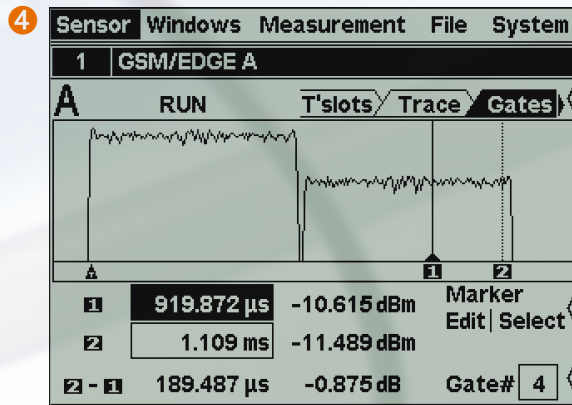 4
Sensor Windows Measurement File System
1 GSM/EDGE A
A RUN T'slots Trace Gates
1 2
1 919.872 µs -10.615 dBm Marker
Edit | Select
2 1.109 ms -11.489 dBm
2 - 1 189.487 µs -0.875 dB Gate# 4